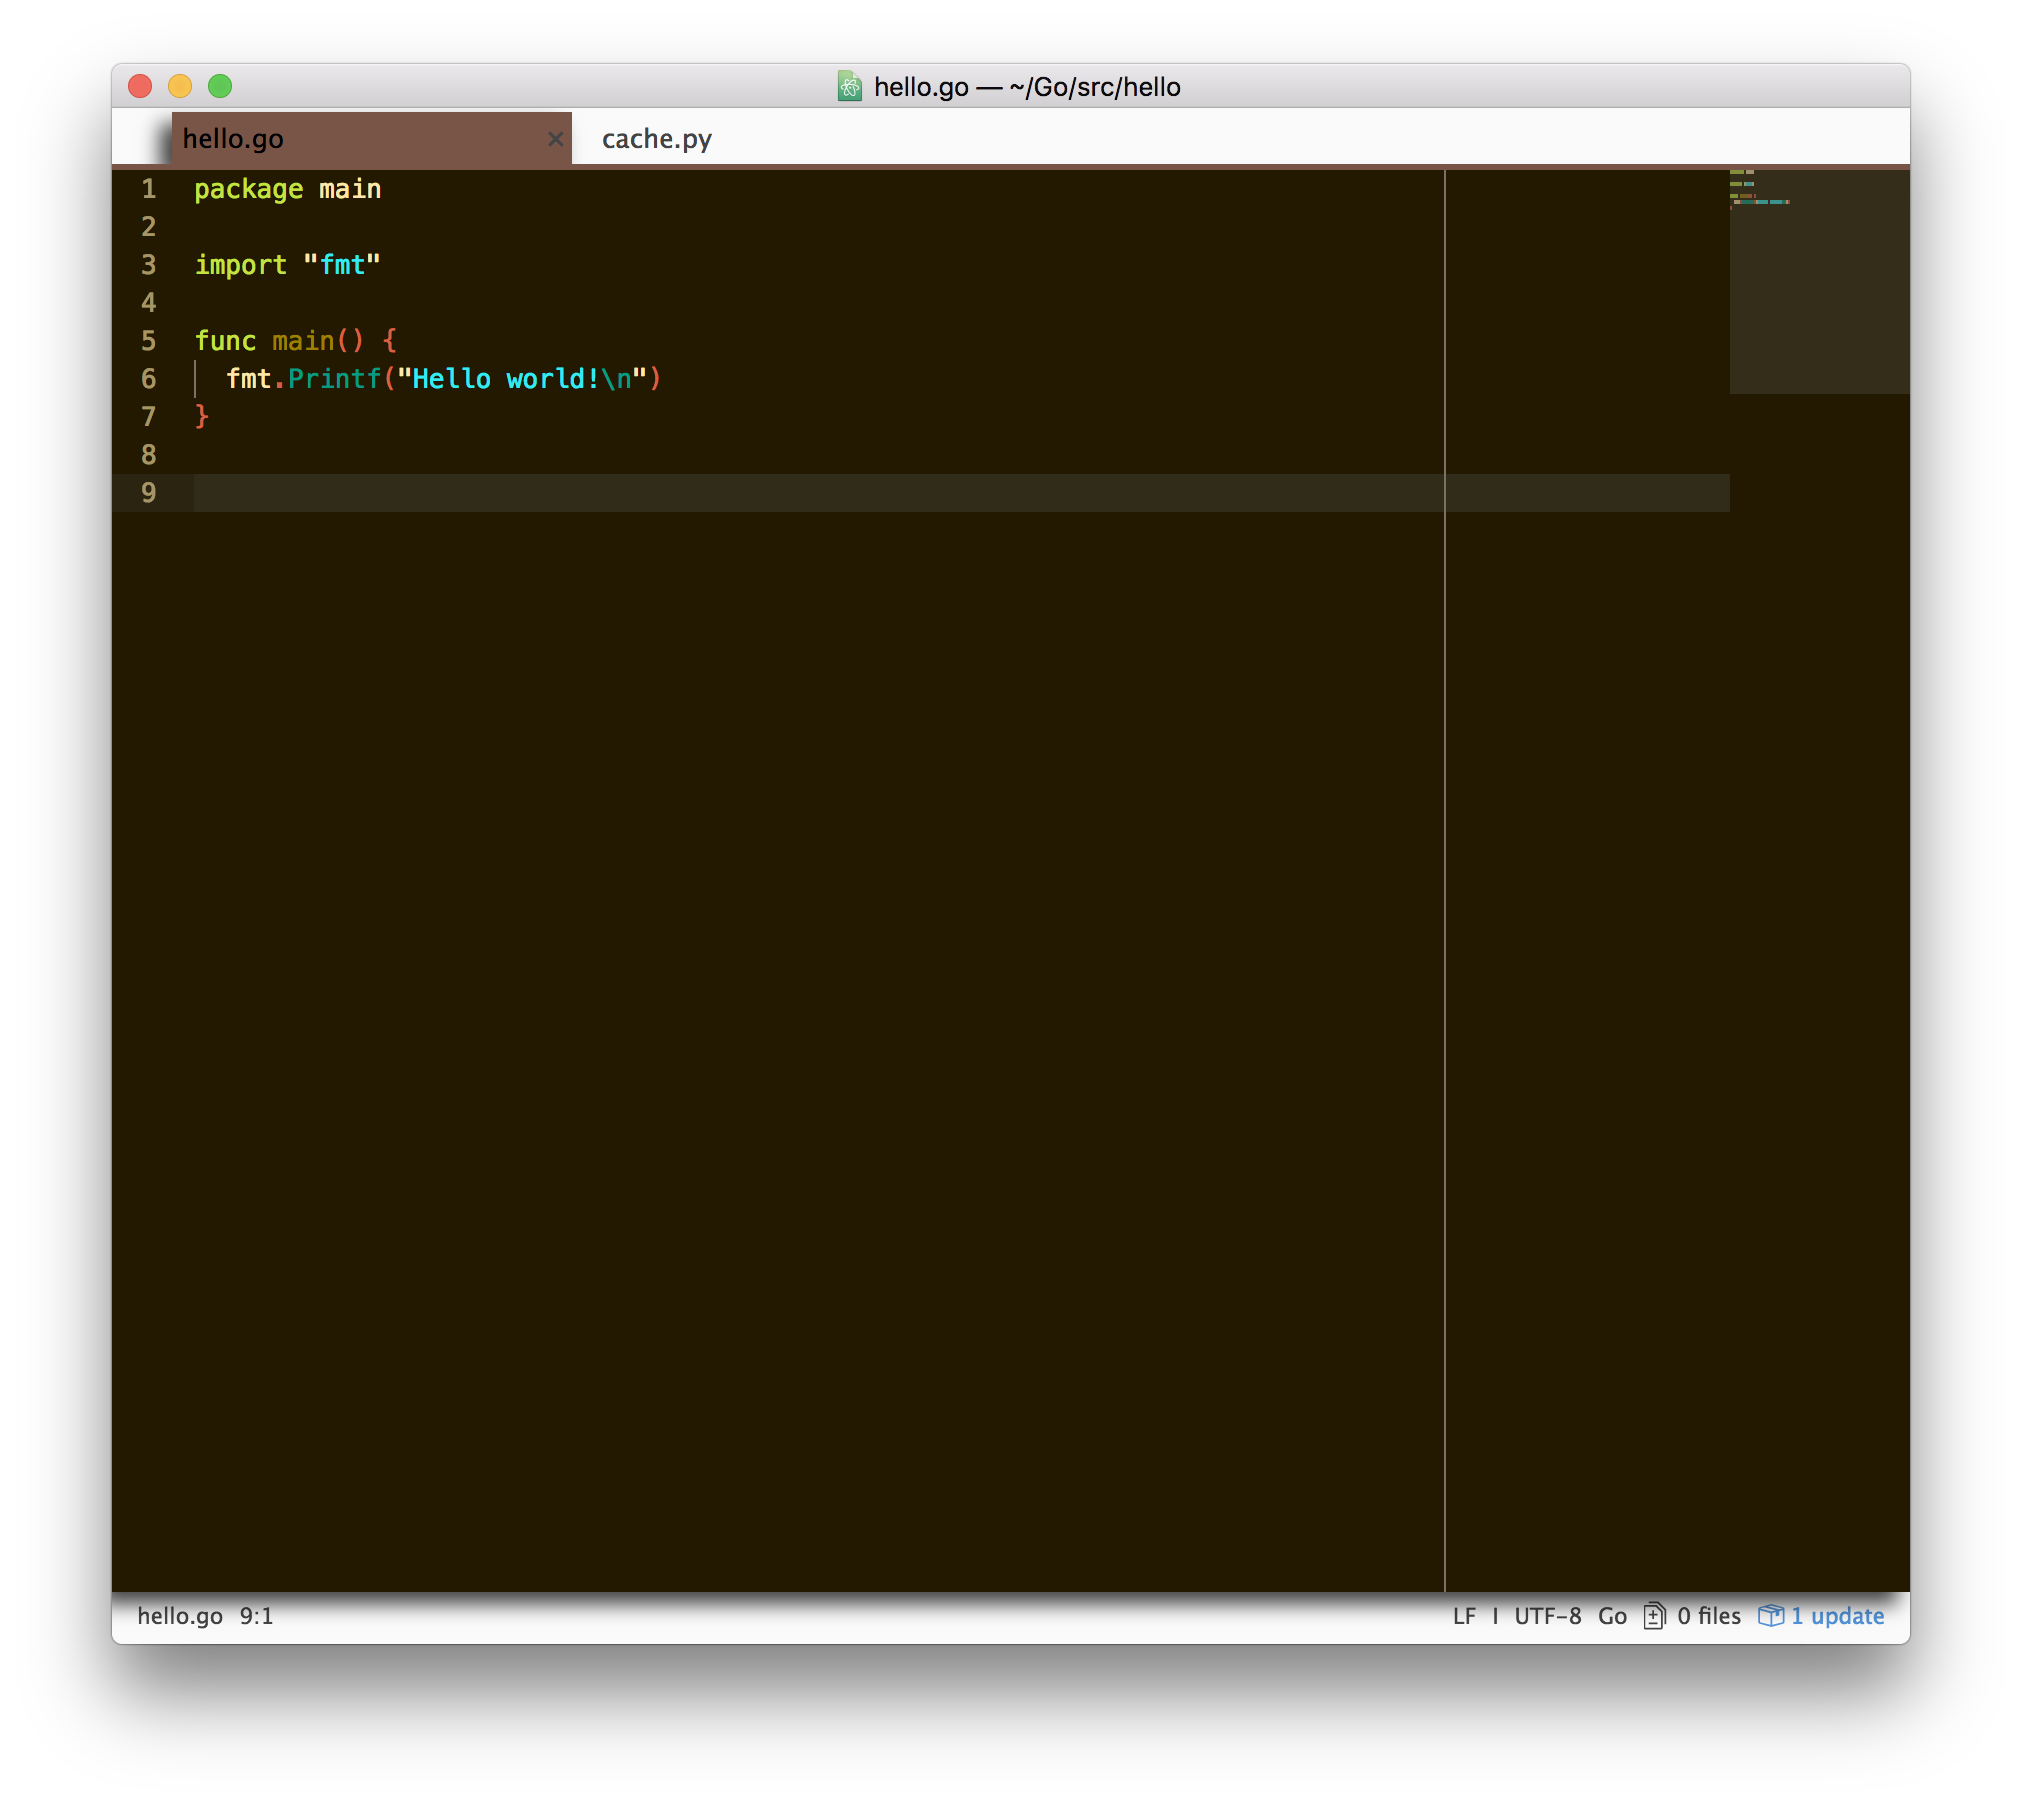 hello.go — ~/Go/src/hello
hello.go × cache.py
1 package main
2
3 import "fmt"
4
5 func main() {
6   fmt.Printf("Hello world!\n")
7 }
8
9
hello.go 9:1 LF I UTF-8 Go 0 files 1 update